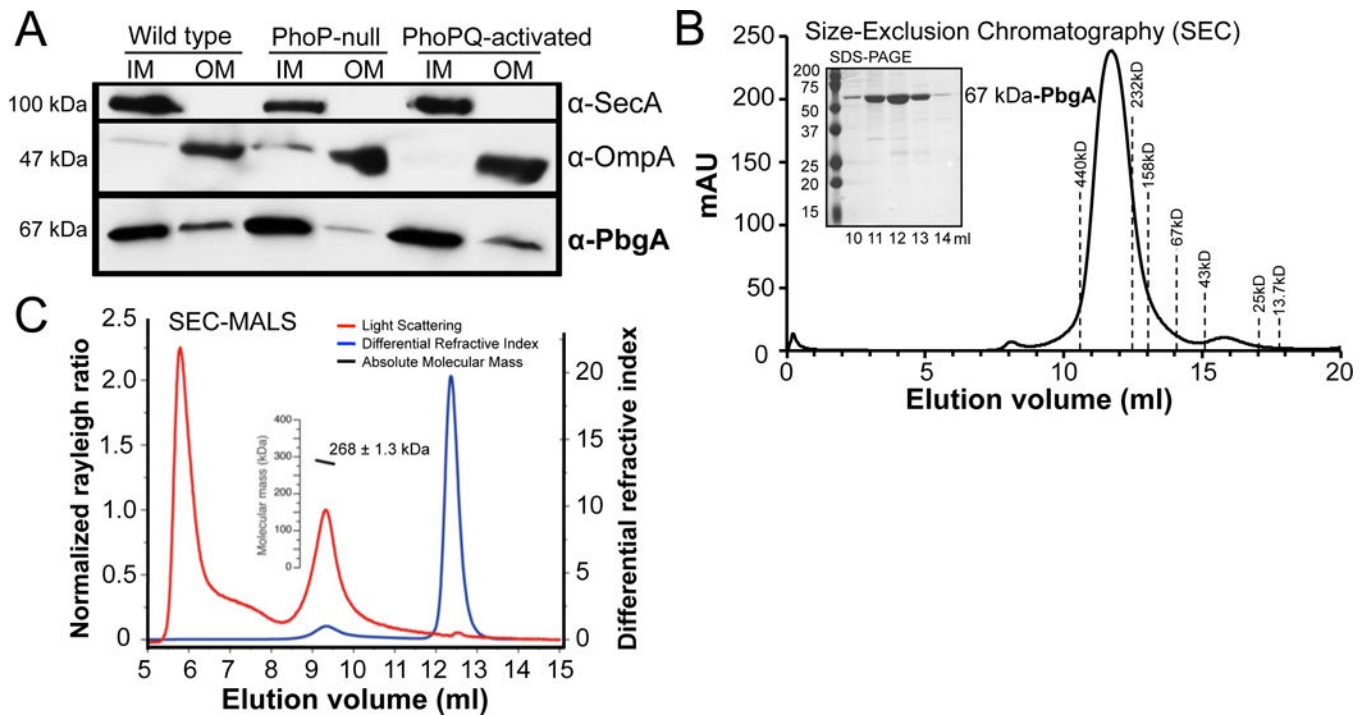 A
Wild type PhoP-null PhoPQ-activated
IM OM IM OM IM OM
100 kDa α-SecA
47 kDa α-OmpA
67 kDa α-PbgA
B
Size-Exclusion Chromatography (SEC)
SDS-PAGE
200
75
50
37
25
20
15
10 11 12 13 14 ml
67 kDa-PbgA
440kD
232kD
158kD
67kD
43kD
25kD
13.7kD
250
200
150
100
50
0
mAU
0 5 10 15 20
Elution volume (ml)
C
SEC-MALS
Light Scattering
Differential Refractive Index
Absolute Molecular Mass
2.5
2.0
1.5
1.0
0.5
0
Normalized rayleigh ratio
400
300
200
100
0
Molecular mass (kDa)
268 ± 1.3 kDa
20
15
10
5
0
Differential refractive index
5 6 7 8 9 10 11 12 13 14 15
Elution volume (ml)